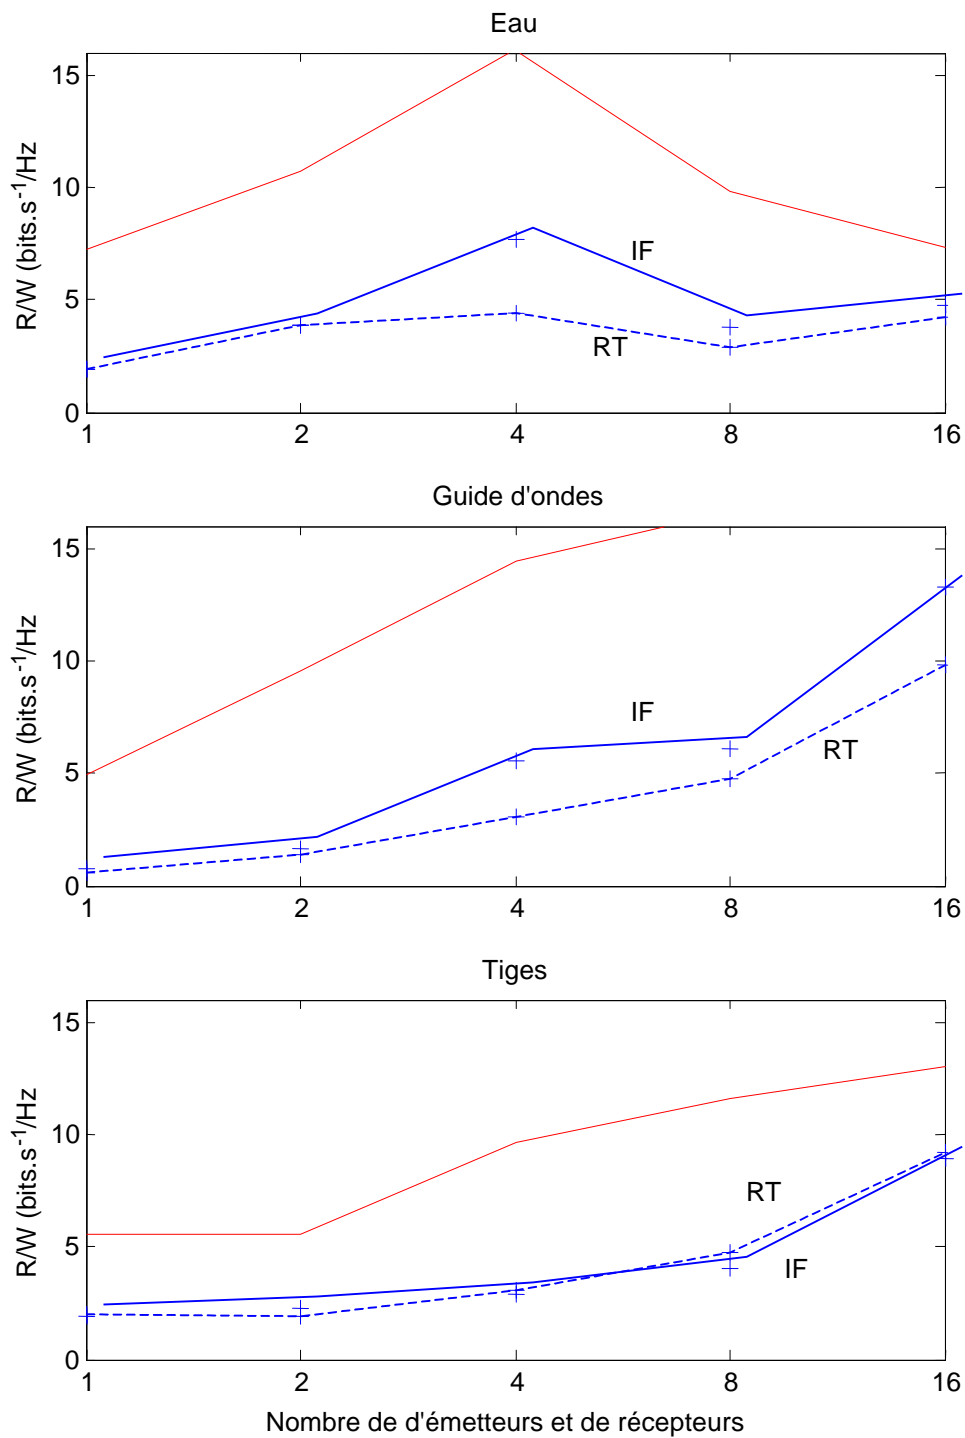 Eau
R/W (bits.s-1/Hz
15
10
5
0
IF
RT
1 2 4 8 16
Guide d'ondes
R/W (bits.s-1/Hz
15
10
5
0
IF
RT
1 2 4 8 16
Tiges
R/W (bits.s-1/Hz
15
10
5
0
RT
IF
1 2 4 8 16
Nombre de d'émetteurs et de récepteurs